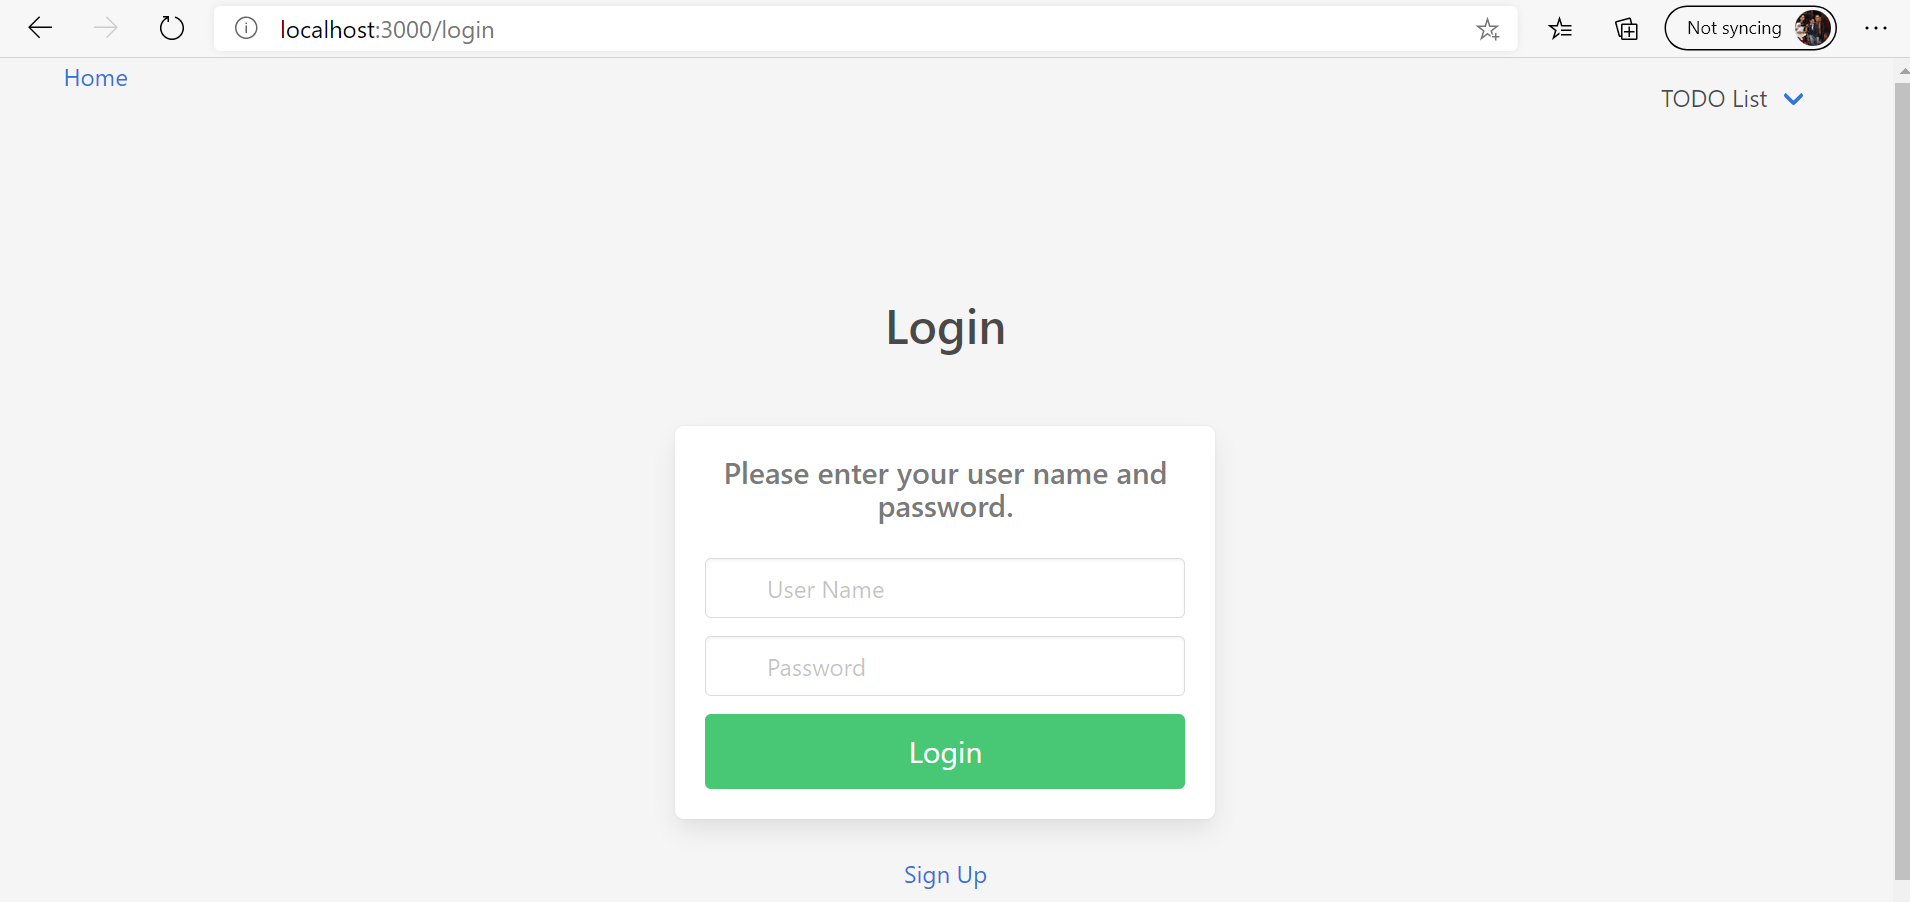 localhost:3000/login
Not syncing
Home
TODO List
Login
Please enter your user name and
password.
User Name
Password
Login
Sign Up